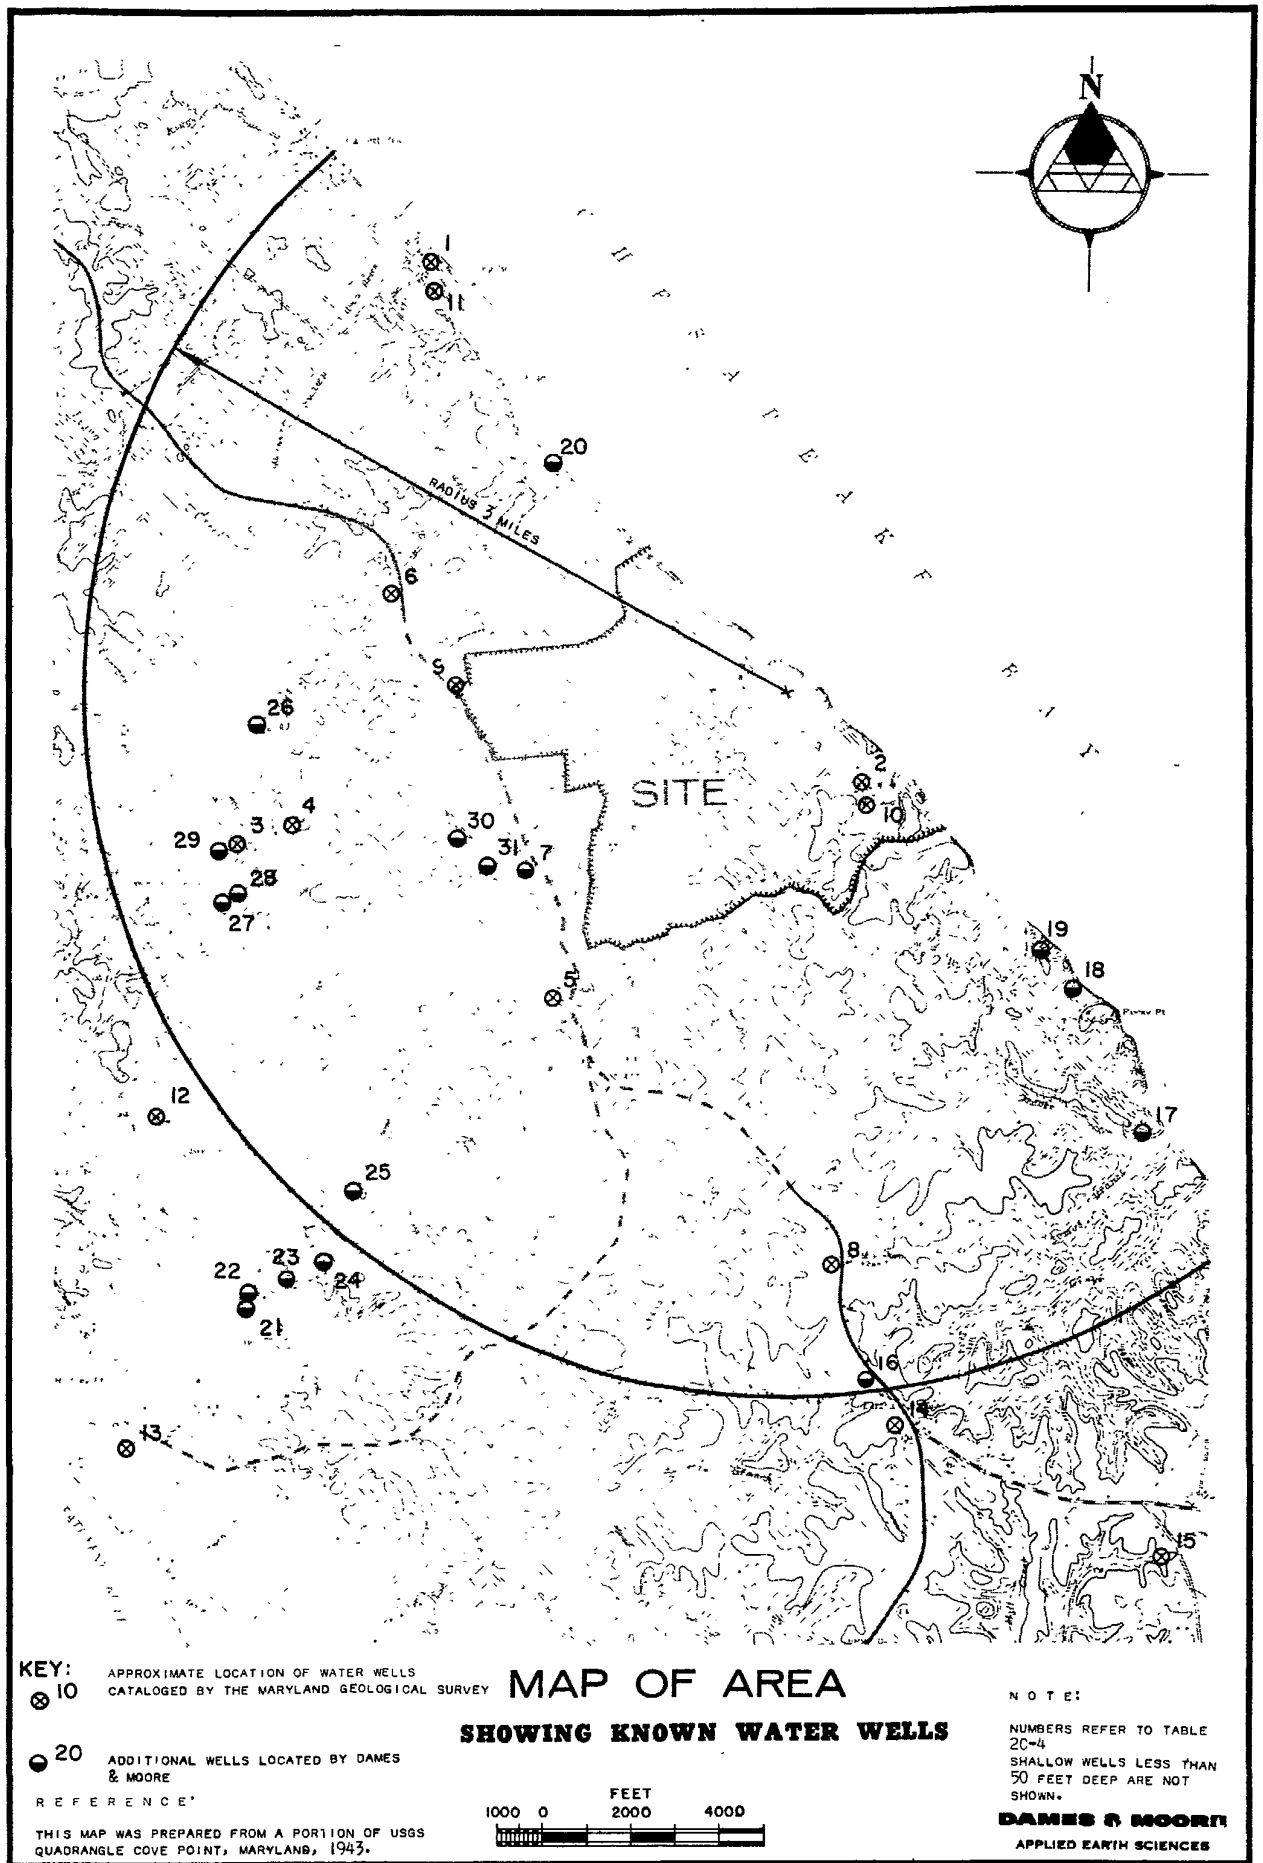 N
CHESAPEAKE BAY
1
11
20
RADIUS 3 MILES
6
9
26
SITE
2
10
4
3
29
30
31
7
28
27
19
18
5
12
17
25
8
23
22
24
21
16
14
13
15
KEY:
10 APPROXIMATE LOCATION OF WATER WELLS
CATALOGED BY THE MARYLAND GEOLOGICAL SURVEY
20 ADDITIONAL WELLS LOCATED BY DAMES
& MOORE
REFERENCE:
THIS MAP WAS PREPARED FROM A PORTION OF USGS
QUADRANGLE COVE POINT, MARYLAND, 1943.
MAP OF AREA
SHOWING KNOWN WATER WELLS
FEET
1000 0 2000 4000
NOTE:
NUMBERS REFER TO TABLE
2C-4
SHALLOW WELLS LESS THAN
50 FEET DEEP ARE NOT
SHOWN.
DAMES & MOORE
APPLIED EARTH SCIENCES